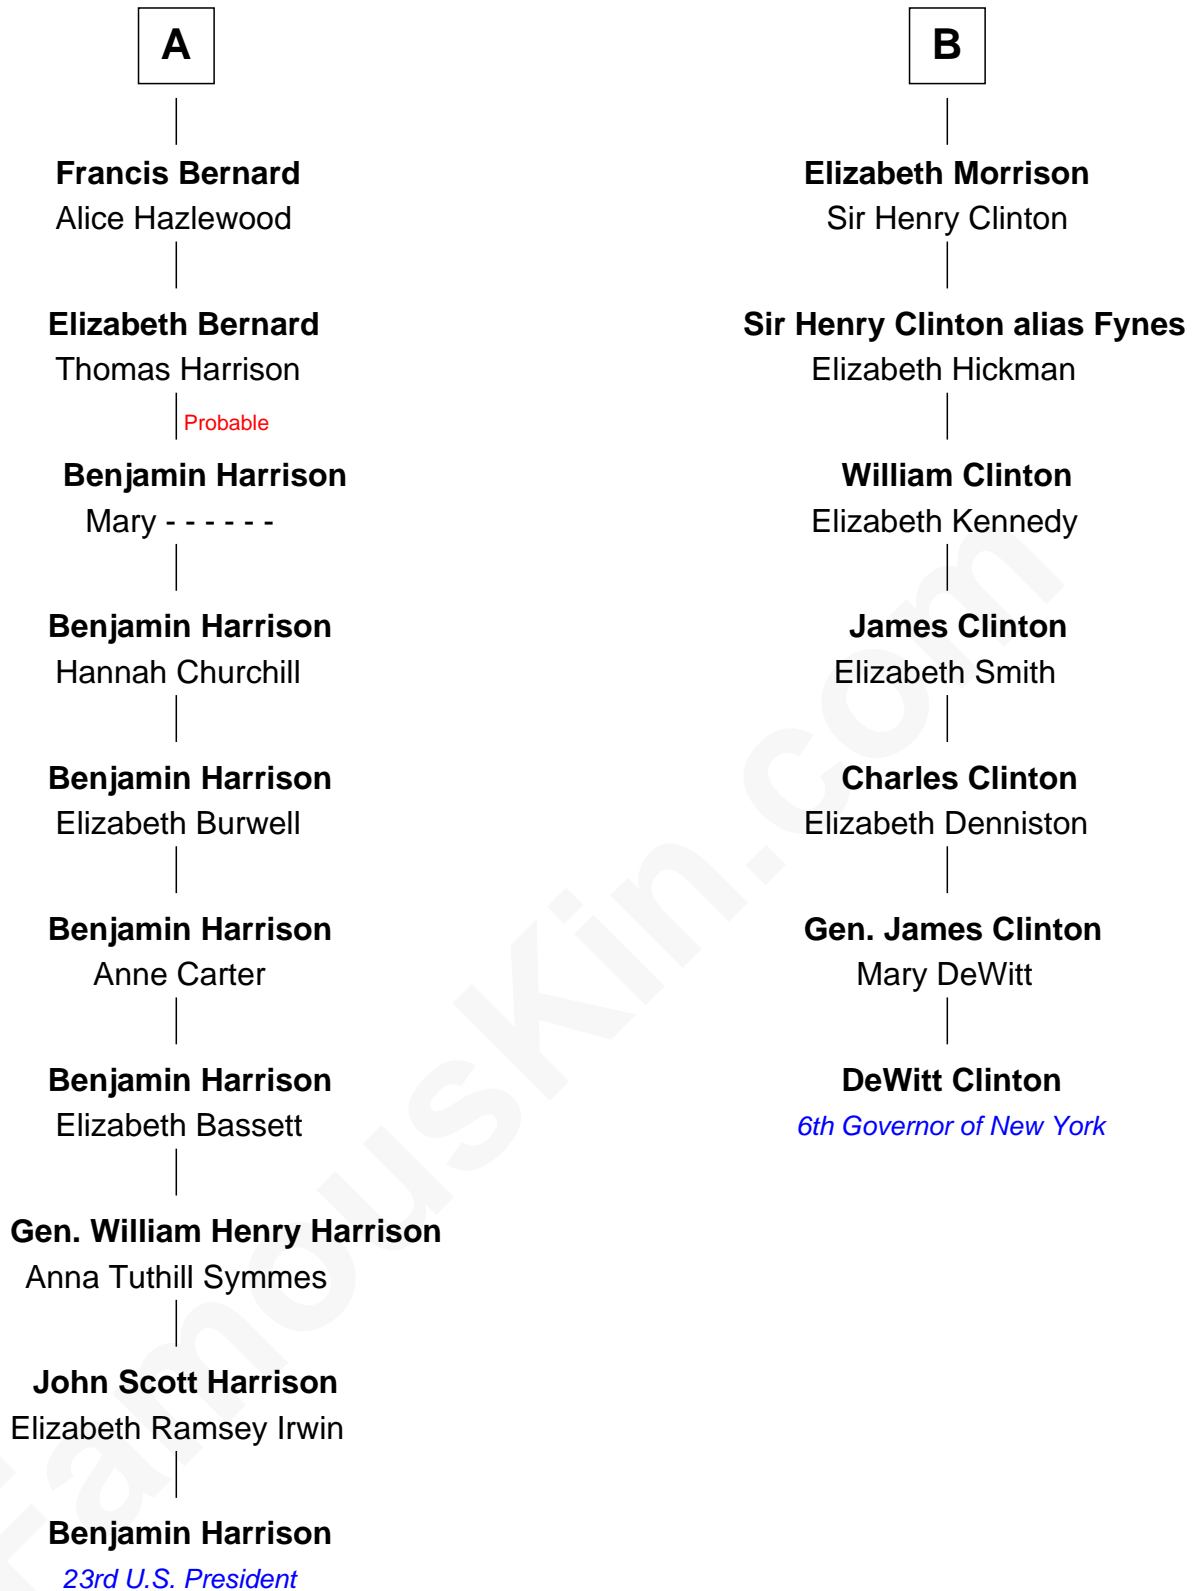 A
Francis Bernard
Alice Hazlewood
Elizabeth Bernard
Thomas Harrison
Probable
Benjamin Harrison
Mary - - - - - -
Benjamin Harrison
Hannah Churchill
Benjamin Harrison
Elizabeth Burwell
Benjamin Harrison
Anne Carter
Benjamin Harrison
Elizabeth Bassett
Gen. William Henry Harrison
Anna Tuthill Symmes
John Scott Harrison
Elizabeth Ramsey Irwin
Benjamin Harrison
23rd U.S. President
B
Elizabeth Morrison
Sir Henry Clinton
Sir Henry Clinton alias Fynes
Elizabeth Hickman
William Clinton
Elizabeth Kennedy
James Clinton
Elizabeth Smith
Charles Clinton
Elizabeth Denniston
Gen. James Clinton
Mary DeWitt
DeWitt Clinton
6th Governor of New York
FamousKin.com